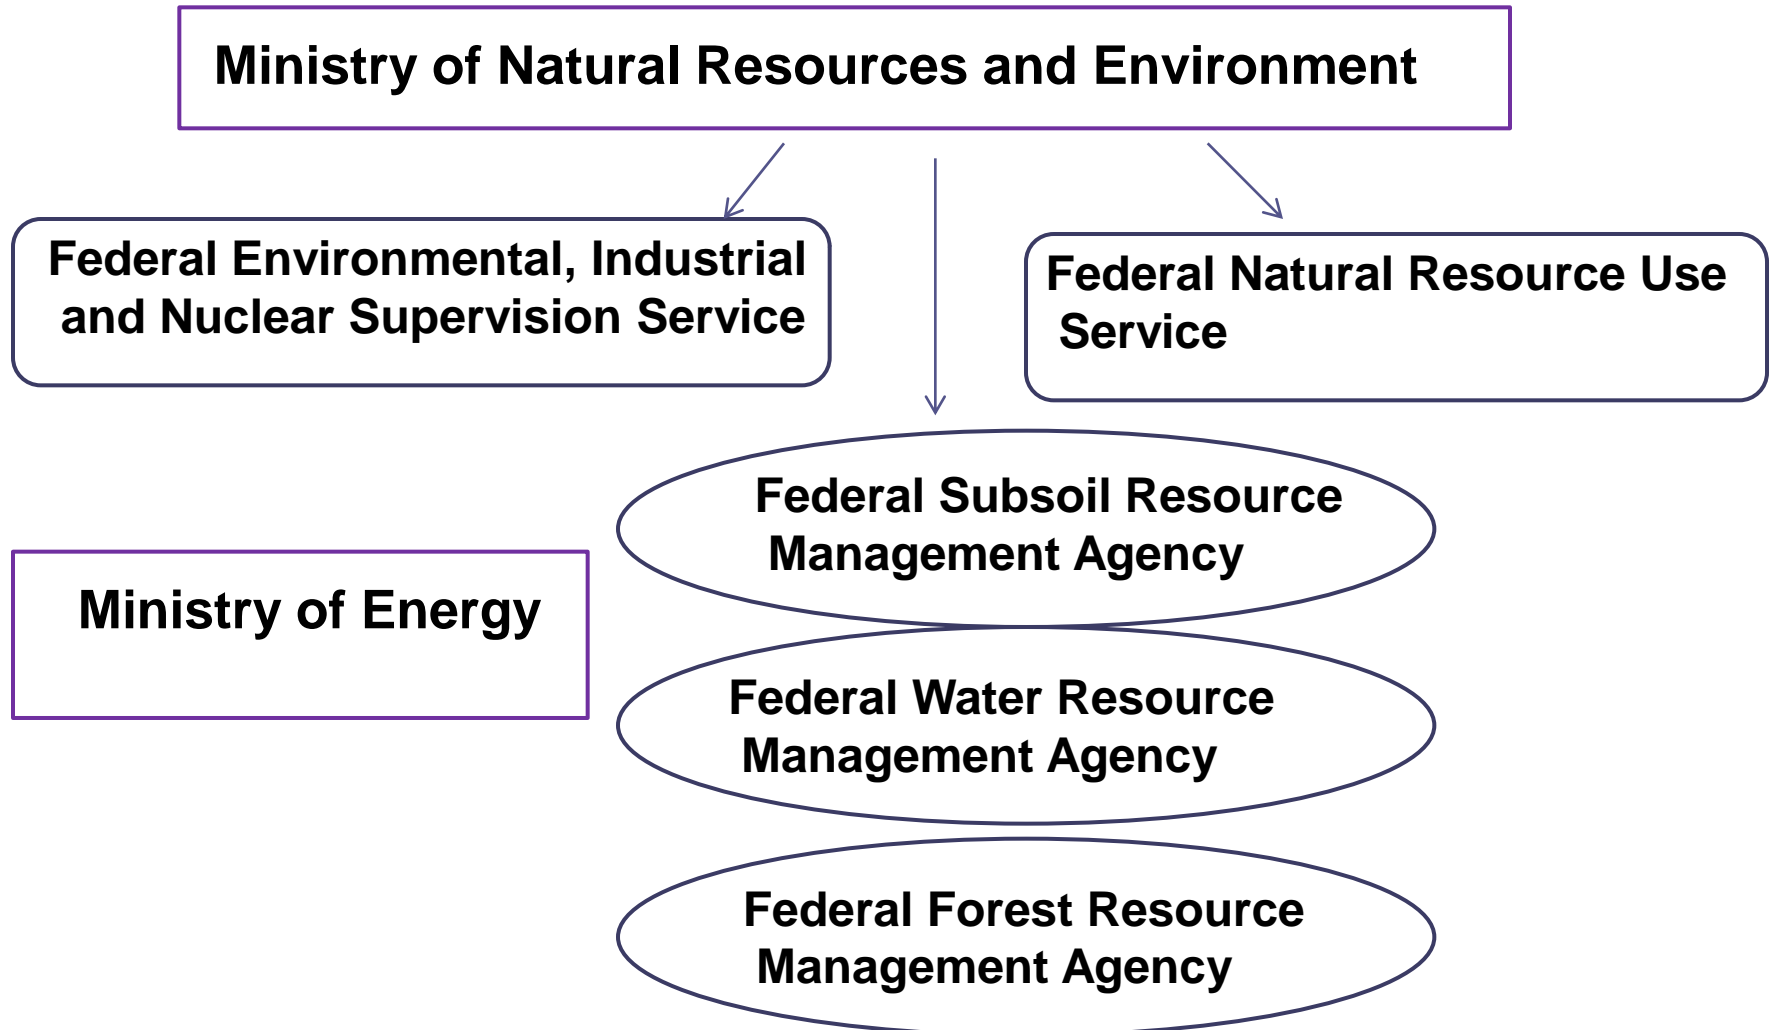 Ministry of Natural Resources and Environment
Federal Environmental, Industrial
and Nuclear Supervision Service
Federal Natural Resource Use
Service
Federal Subsoil Resource
Management Agency
Ministry of Energy
Federal Water Resource
Management Agency
Federal Forest Resource
Management Agency